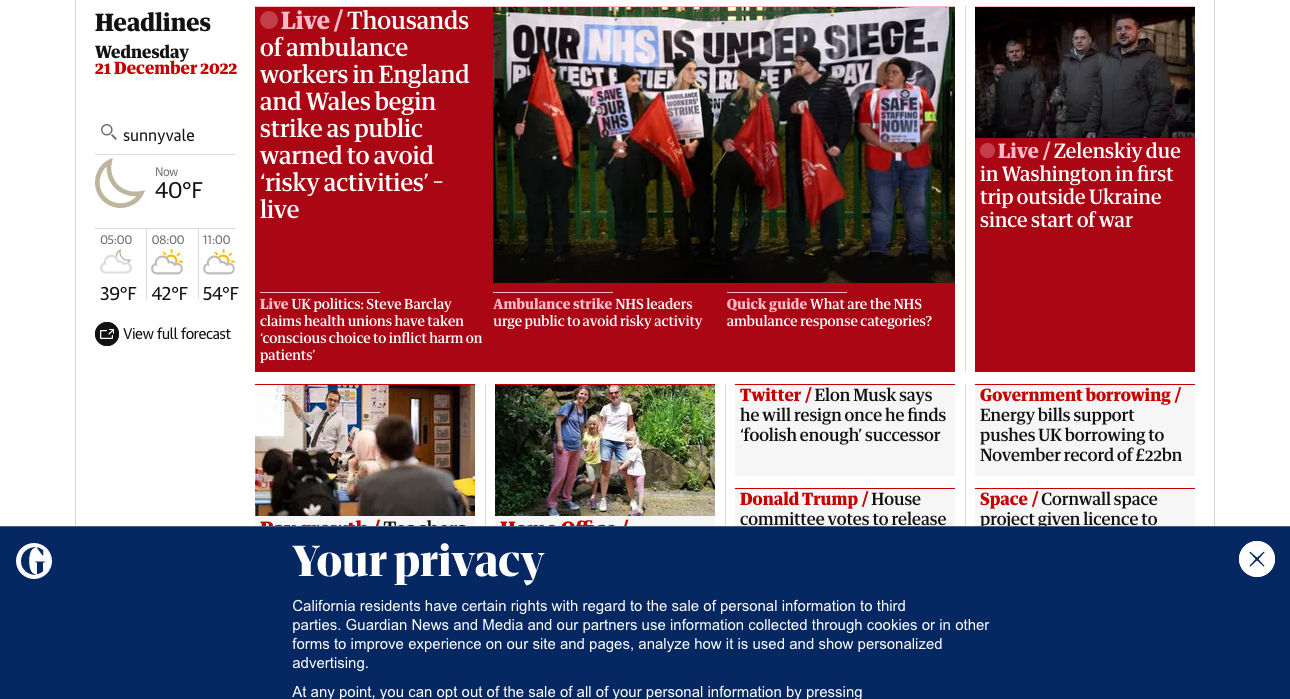 Headlines
Wednesday
21 December 2022
sunnyvale
Now
40°F
05:00
08:00
11:00
39°F
42°F
54°F
View full forecast
Live / Thousands
of ambulance
workers in England
and Wales begin
strike as public
warned to avoid
‘risky activities’ –
live
OUR NHS IS UNDER SIEGE.
SAVE
OUR
NHS
AMBULANCE
WORKERS'
STRIKE
SAFE
STAFFING
NOW!
Live UK politics: Steve Barclay
claims health unions have taken
‘conscious choice to inflict harm on
patients’
Ambulance strike NHS leaders
urge public to avoid risky activity
Quick guide What are the NHS
ambulance response categories?
Live / Zelenskiy due
in Washington in first
trip outside Ukraine
since start of war
Pay growth / Teachers
Home Office /
Twitter / Elon Musk says
he will resign once he finds
‘foolish enough’ successor
Donald Trump / House
committee votes to release
Government borrowing /
Energy bills support
pushes UK borrowing to
November record of £22bn
Space / Cornwall space
project given licence to
G
Your privacy
California residents have certain rights with regard to the sale of personal information to third
parties. Guardian News and Media and our partners use information collected through cookies or in other
forms to improve experience on our site and pages, analyze how it is used and show personalized
advertising.
At any point, you can opt out of the sale of all of your personal information by pressing